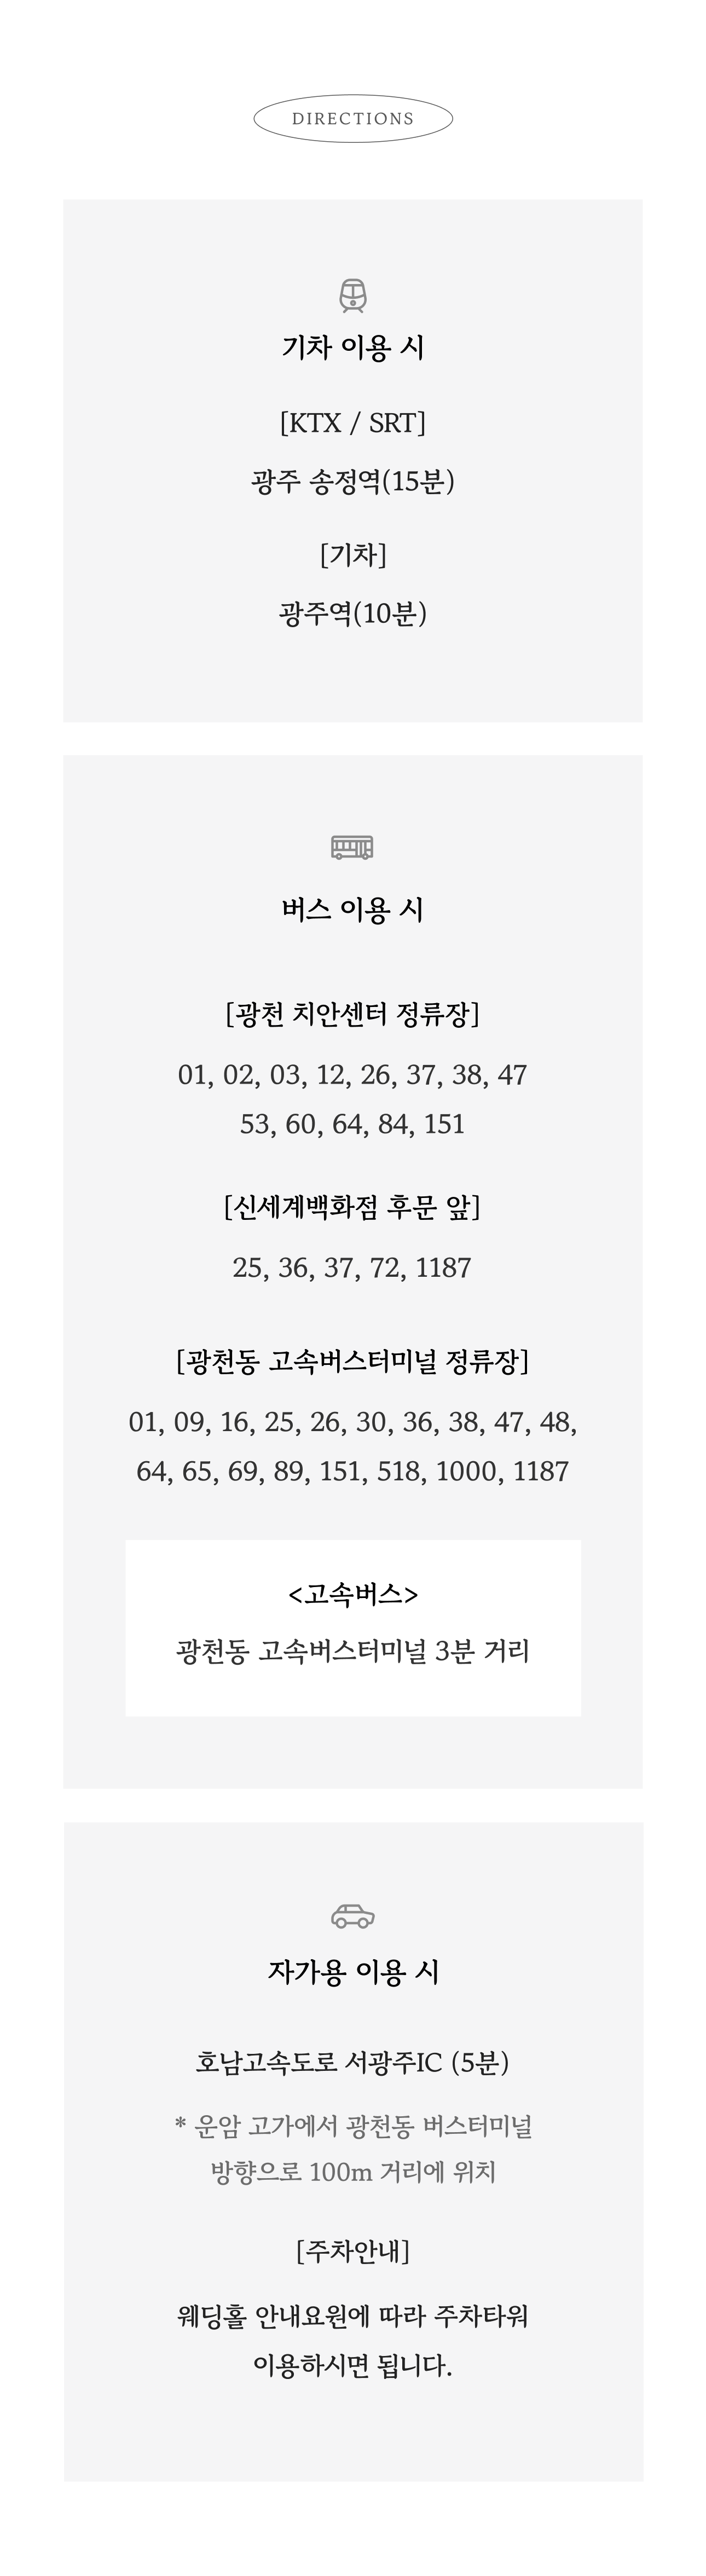 DIRECTIONS
기차 이용 시
[KTX / SRT]
광주 송정역(15분)
[기차]
광주역(10분)
버스 이용 시
[광천 치안센터 정류장]
01, 02, 03, 12, 26, 37, 38, 47
53, 60, 64, 84, 151
[신세계백화점 후문 앞]
25, 36, 37, 72, 1187
[광천동 고속버스터미널 정류장]
01, 09, 16, 25, 26, 30, 36, 38, 47, 48,
64, 65, 69, 89, 151, 518, 1000, 1187
<고속버스>
광천동 고속버스터미널 3분 거리
자가용 이용 시
호남고속도로 서광주IC (5분)
* 운암 고가에서 광천동 버스터미널
방향으로 100m 거리에 위치
[주차안내]
웨딩홀 안내요원에 따라 주차타워
이용하시면 됩니다.